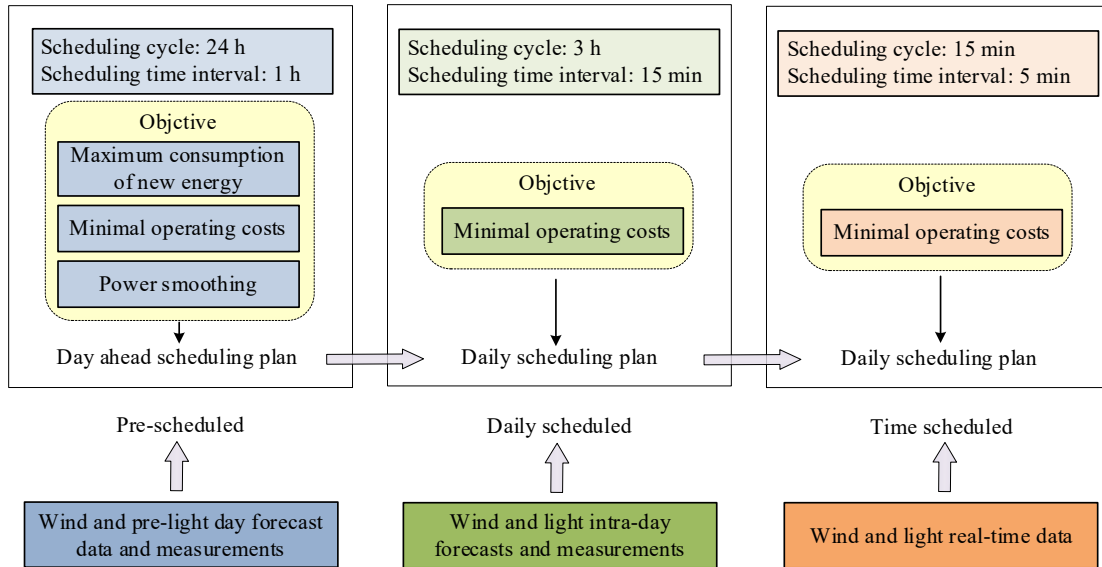 Scheduling cycle: 24 h
Scheduling time interval: 1 h
Objctive
Maximum consumption
of new energy
Minimal operating costs
Power smoothing
Day ahead scheduling plan
Scheduling cycle: 3 h
Scheduling time interval: 15 min
Objctive
Minimal operating costs
Daily scheduling plan
Scheduling cycle: 15 min
Scheduling time interval: 5 min
Objctive
Minimal operating costs
Daily scheduling plan
Pre-scheduled
Daily scheduled
Time scheduled
Wind and pre-light day forecast
data and measurements
Wind and light intra-day
forecasts and measurements
Wind and light real-time data